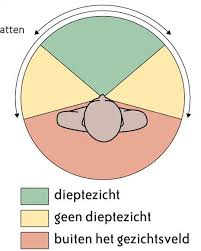 atten
dieptezicht
geen dieptezicht
buiten het gezichtsveld